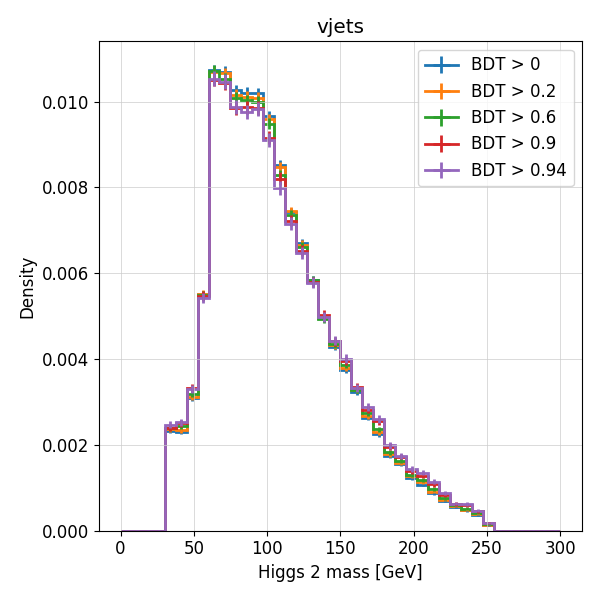 vjets
BDT > 0
BDT > 0.2
BDT > 0.6
BDT > 0.9
BDT > 0.94
Density
0.010
0.008
0.006
0.004
0.002
0.000
0 50 100 150 200 250 300
Higgs 2 mass [GeV]